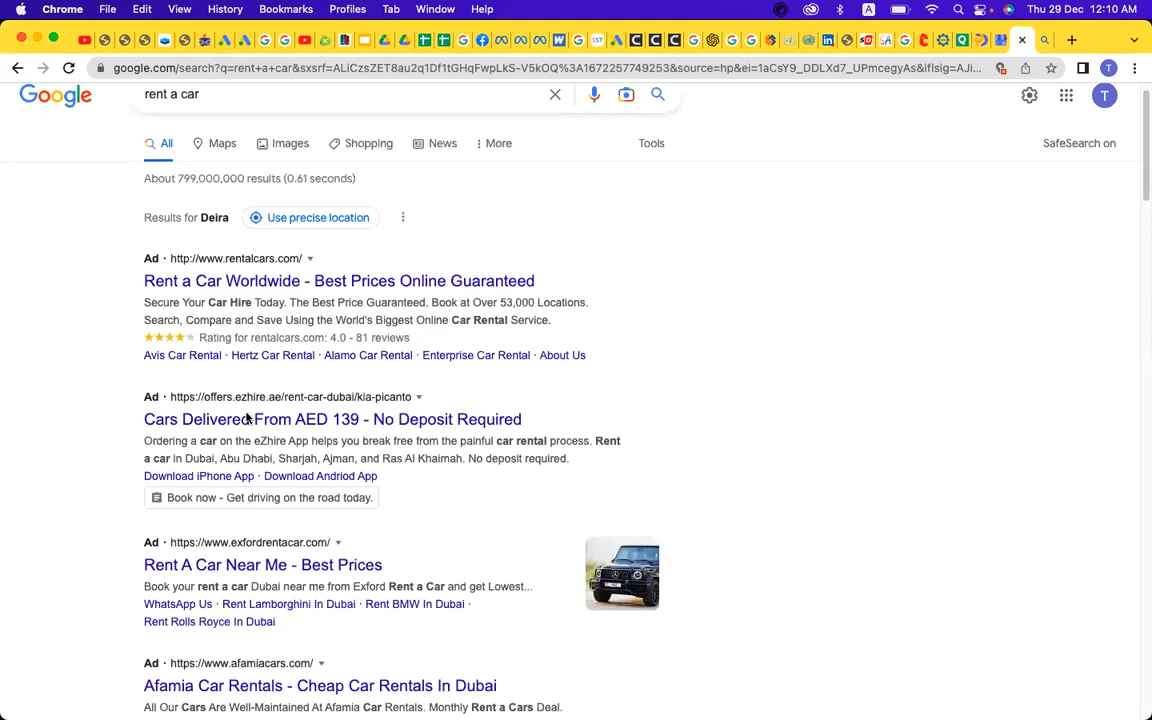 Chrome File Edit View History Bookmarks Profiles Tab Window Help A Thu 29 Dec 12:10 AM
google.com/search?q=rent+a+car&sxsrf=ALiCzsZET8au2q1Df1tGHqFwpLkS-V5kOQ%3A1672257749253&source=hp&ei=1aCsY9_DDLXd7_UPmcegyAs&iflsig=AJi... T
Google rent a car T
All Maps Images Shopping News More Tools SafeSearch on
About 799,000,000 results (0.61 seconds)
Results for Deira Use precise location
Ad · http://www.rentalcars.com/
Rent a Car Worldwide - Best Prices Online Guaranteed
Secure Your Car Hire Today. The Best Price Guaranteed. Book at Over 53,000 Locations.
Search, Compare and Save Using the World's Biggest Online Car Rental Service.
Rating for rentalcars.com: 4.0 - 81 reviews
Avis Car Rental · Hertz Car Rental · Alamo Car Rental · Enterprise Car Rental · About Us
Ad · https://offers.ezhire.ae/rent-car-dubai/kia-picanto
Cars Delivered From AED 139 - No Deposit Required
Ordering a car on the eZhire App helps you break free from the painful car rental process. Rent
a car in Dubai, Abu Dhabi, Sharjah, Ajman, and Ras Al Khaimah. No deposit required.
Download iPhone App · Download Andriod App
Book now - Get driving on the road today.
Ad · https://www.exfordrentacar.com/
Rent A Car Near Me - Best Prices
Book your rent a car Dubai near me from Exford Rent a Car and get Lowest...
WhatsApp Us · Rent Lamborghini In Dubai · Rent BMW In Dubai ·
Rent Rolls Royce In Dubai
Ad · https://www.afamiacars.com/
Afamia Car Rentals - Cheap Car Rentals In Dubai
All Our Cars Are Well-Maintained At Afamia Car Rentals. Monthly Rent a Cars Deal.